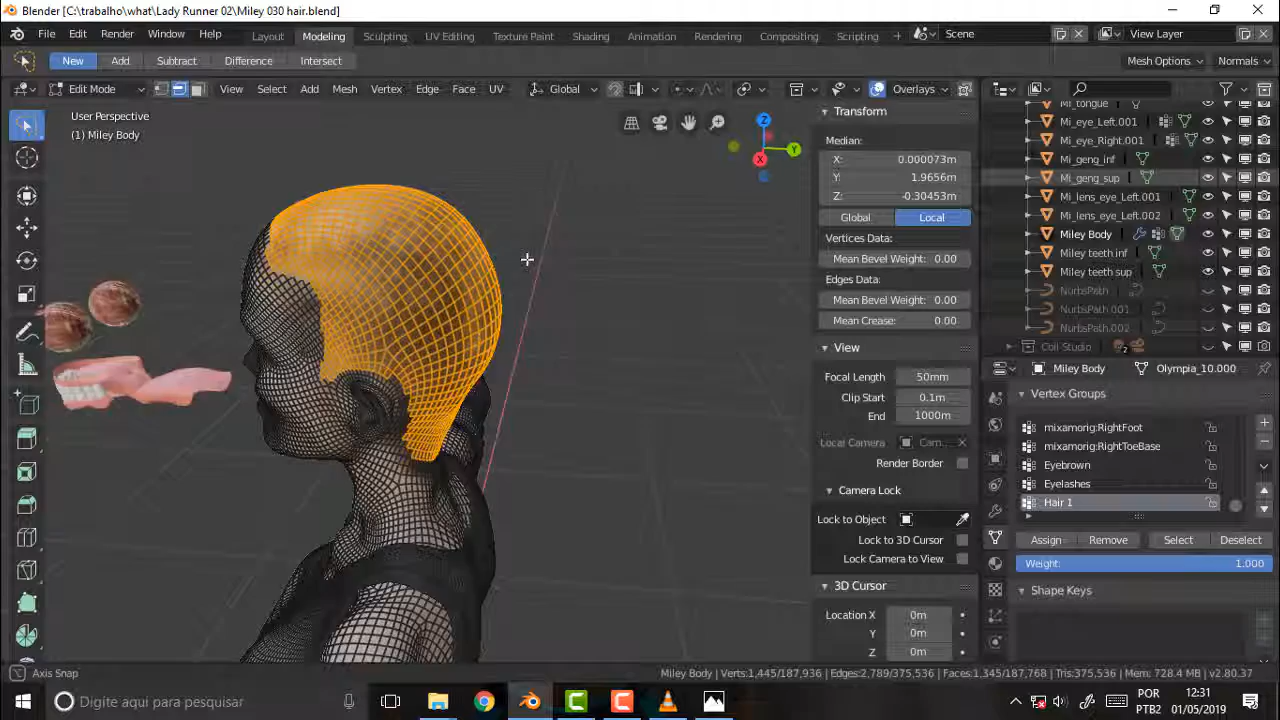 Blender [C:\trabalho\what\Lady Runner 02\Miley 030 hair.blend]
File Edit Render Window Help Layout Modeling Sculpting UV Editing Texture Paint Shading Animation Rendering Compositing Scripting Scene View Layer
New Add Subtract Difference Intersect Mesh Options Normals
Edit Mode View Select Add Mesh Vertex Edge Face UV Global Overlays
User Perspective
(1) Miley Body
Z
Y
X
Transform
Median:
X: 0.000073m
Y: 1.9656m
Z: -0.30453m
Global Local
Vertices Data:
Mean Bevel Weight: 0.00
Edges Data:
Mean Bevel Weight: 0.00
Mean Crease: 0.00
View
Focal Length 50mm
Clip Start 0.1m
End 1000m
Local Camera Cam...
Render Border
Camera Lock
Lock to Object
Lock to 3D Cursor
Lock Camera to View
3D Cursor
Location X 0m
Y 0m
Z 0m
Mi_tongue
Mi_eye_Left.001
Mi_eye_Right.001
Mi_geng_inf
Mi_geng_sup
Mi_lens_eye_Left.001
Mi_lens_eye_Left.002
Miley Body
Miley teeth inf
Miley teeth sup
NurbsPath
NurbsPath.001
NurbsPath.002
Coll Studio 2
Miley Body Olympia_10.000
Vertex Groups
mixamorig:RightFoot
mixamorig:RightToeBase
Eyebrown
Eyelashes
Hair 1
Assign Remove Select Deselect
Weight: 1.000
Shape Keys
Axis Snap Miley Body | Verts:1,445/187,936 | Edges:2,789/375,536 | Faces:1,345/187,768 | Tris:375,536 | Mem: 728.4 MB | v2.80.37
Digite aqui para pesquisar
POR
PTB2
12:31
01/05/2019